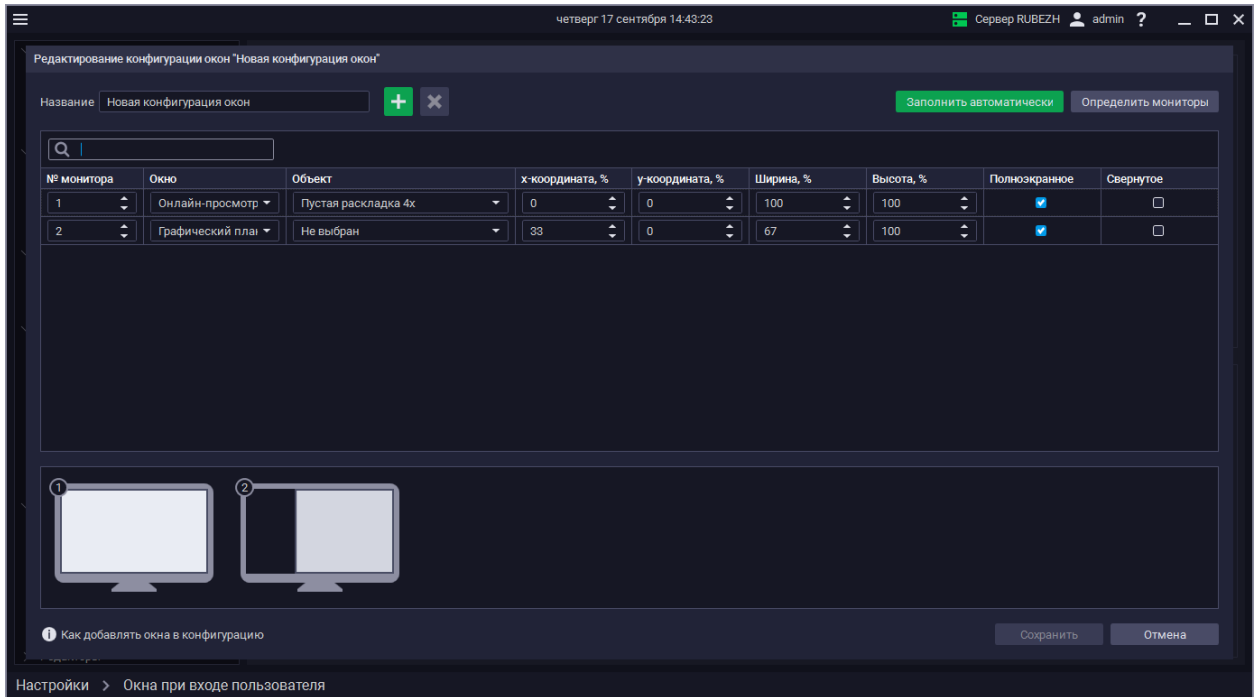 четверг 17 сентября 14:43:23 Сервер RUBEZH admin ?
Редактирование конфигурации окон "Новая конфигурация окон"
Название Новая конфигурация окон Заполнить автоматически Определить мониторы
№ монитора Окно Объект x-координата, % y-координата, % Ширина, % Высота, % Полноэкранное Свернутое
1 Онлайн-просмотр Пустая раскладка 4x 0 0 100 100
2 Графический Не выбран 33 0 67 100
1 2
Как добавлять окна в конфигурацию Сохранить Отмена
Настройки > Окна при входе пользователя